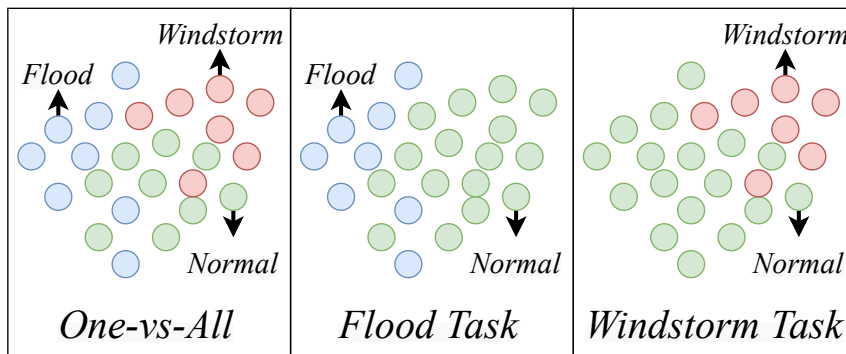 Windstorm
Flood
Normal
One-vs-All
Flood
Normal
Flood Task
Windstorm
Normal
Windstorm Task